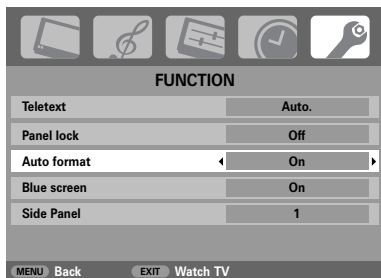 FUNCTION
Teletext Auto.
Panel lock Off
Auto format On
Blue screen On
Side Panel 1
MENU Back EXIT Watch TV